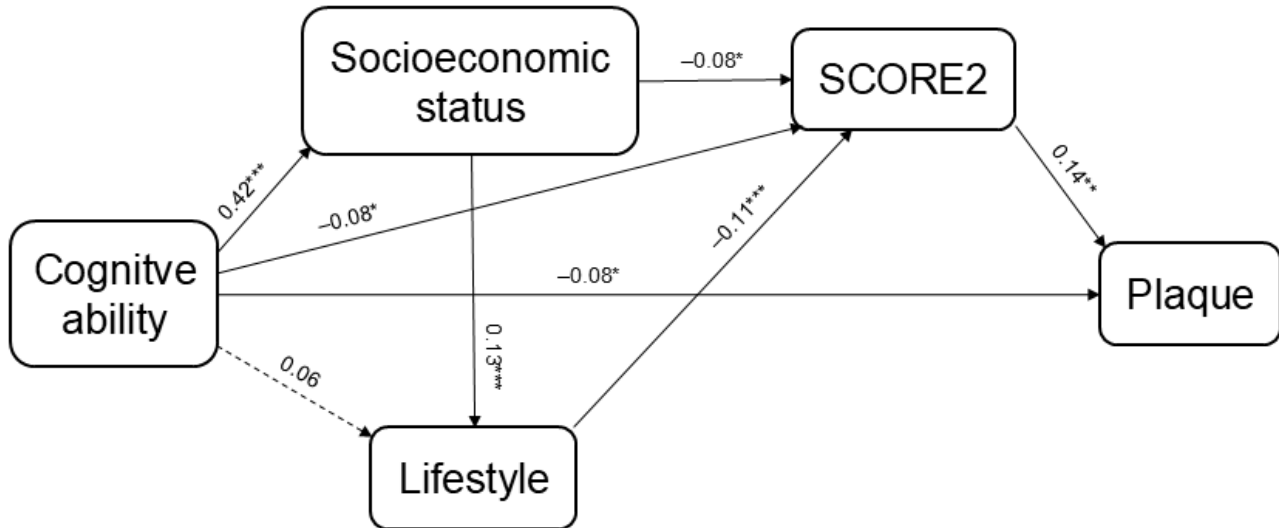 Socioeconomic
status
–0.08*
SCORE2
0.42***
–0.08*
–0.11***
0.14**
Cognitve
ability
–0.08*
Plaque
0.06
0.13***
Lifestyle